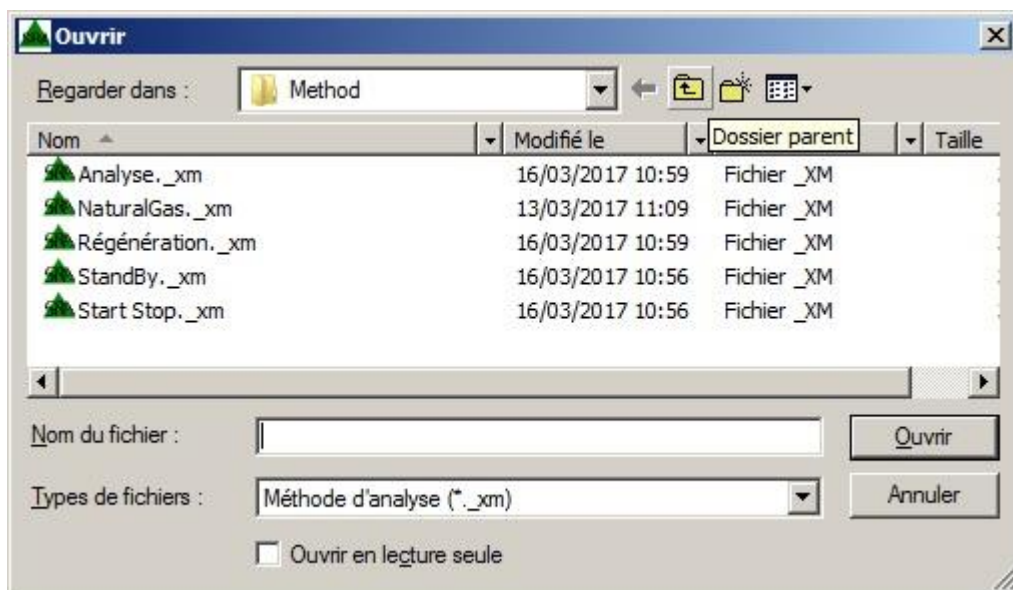 Ouvrir
Regarder dans : Method
Dossier parent
Nom Modifié le Taille
Analyse._xm 16/03/2017 10:59 Fichier _XM
NaturalGas._xm 13/03/2017 11:09 Fichier _XM
Régénération._xm 16/03/2017 10:59 Fichier _XM
StandBy._xm 16/03/2017 10:56 Fichier _XM
Start Stop._xm 16/03/2017 10:56 Fichier _XM
Nom du fichier : Ouvrir
Types de fichiers : Méthode d'analyse (*._xm) Annuler
Ouvrir en lecture seule